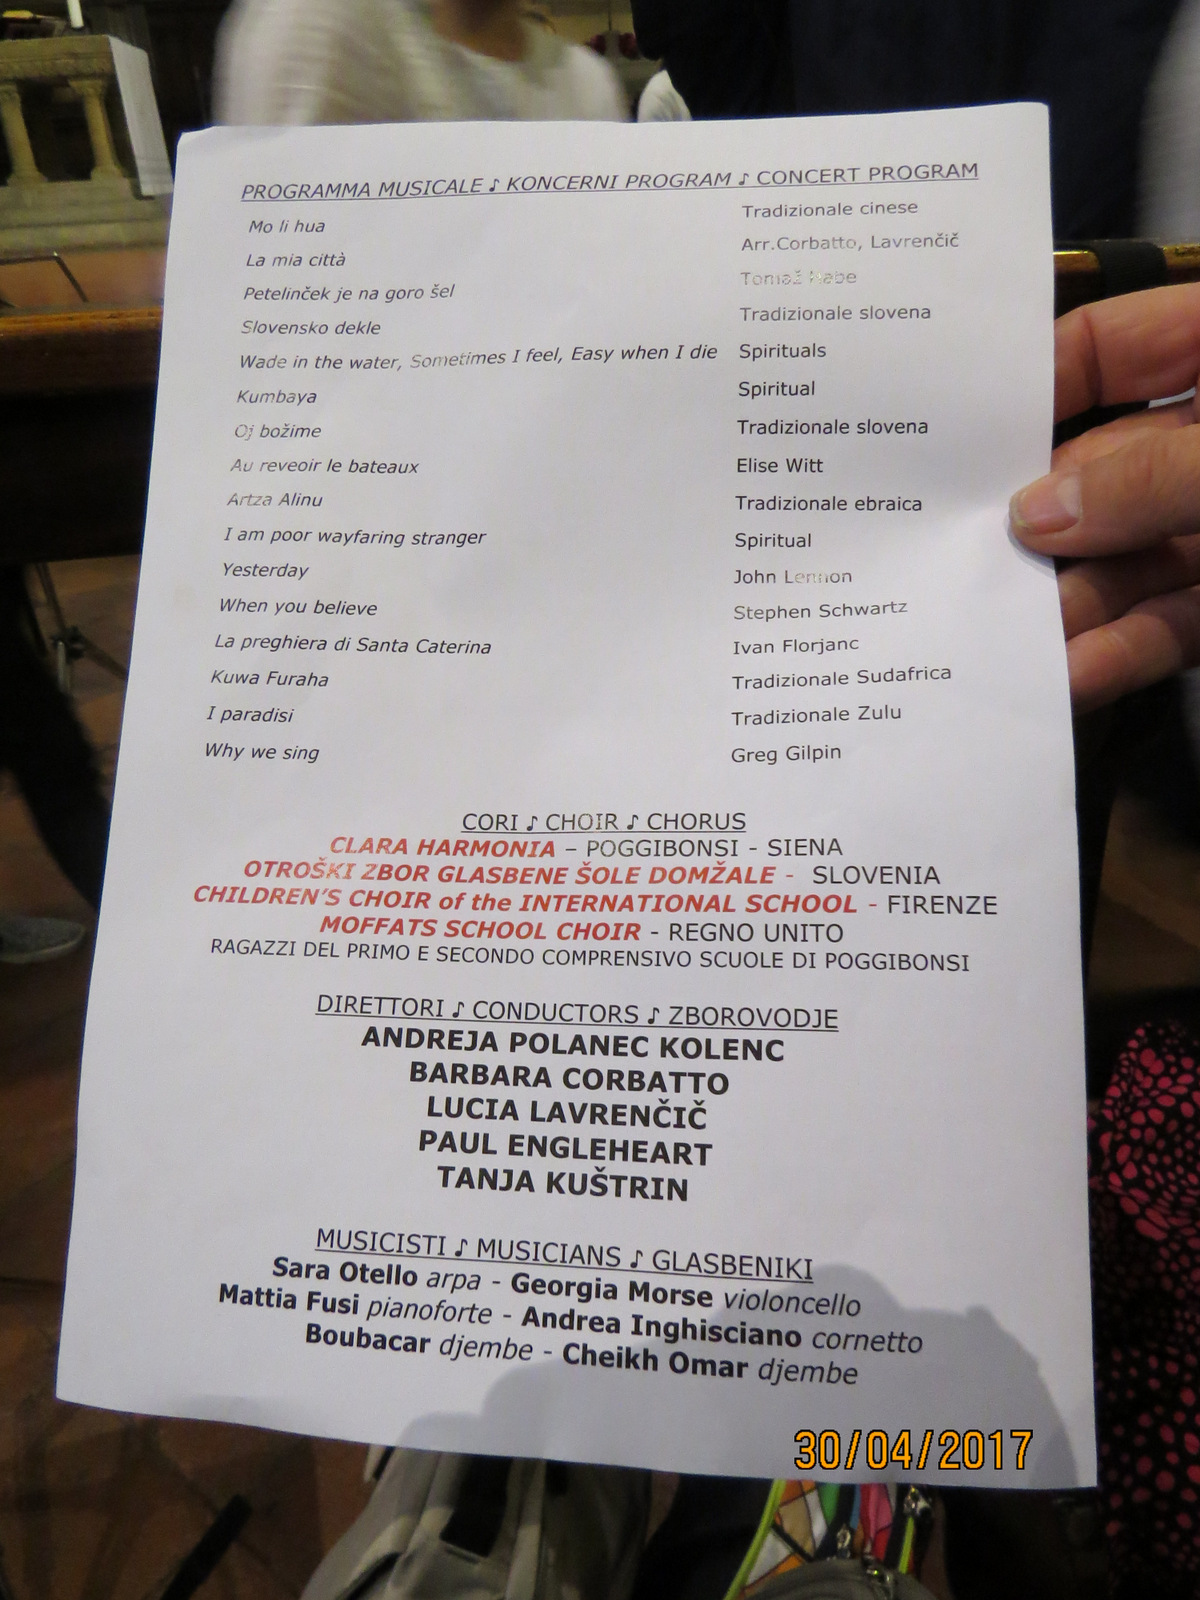 PROGRAMMA MUSICALE ♪ KONCERNI PROGRAM ♪ CONCERT PROGRAM
Mo li hua Tradizionale cinese
La mia città Arr.Corbatto, Lavrenčič
Petelinček je na goro šel Tomaž Habe
Slovensko dekle Tradizionale slovena
Wade in the water, Sometimes I feel, Easy when I die Spirituals
Kumbaya Spiritual
Oj božime Tradizionale slovena
Au reveoir le bateaux Elise Witt
Artza Alinu Tradizionale ebraica
I am poor wayfaring stranger Spiritual
Yesterday John Lennon
When you believe Stephen Schwartz
La preghiera di Santa Caterina Ivan Florjanc
Kuwa Furaha Tradizionale Sudafrica
I paradisi Tradizionale Zulu
Why we sing Greg Gilpin
CORI ♪ CHOIR ♪ CHORUS
CLARA HARMONIA – POGGIBONSI - SIENA
OTROŠKI ZBOR GLASBENE ŠOLE DOMŽALE - SLOVENIA
CHILDREN'S CHOIR of the INTERNATIONAL SCHOOL - FIRENZE
MOFFATS SCHOOL CHOIR - REGNO UNITO
RAGAZZI DEL PRIMO E SECONDO COMPRENSIVO SCUOLE DI POGGIBONSI
DIRETTORI ♪ CONDUCTORS ♪ ZBOROVODJE
ANDREJA POLANEC KOLENC
BARBARA CORBATTO
LUCIA LAVRENČIČ
PAUL ENGLEHEART
TANJA KUŠTRIN
MUSICISTI ♪ MUSICIANS ♪ GLASBENIKI
Sara Otello arpa - Georgia Morse violoncello
Mattia Fusi pianoforte - Andrea Inghisciano cornetto
Boubacar djembe - Cheikh Omar djembe
30/04/2017